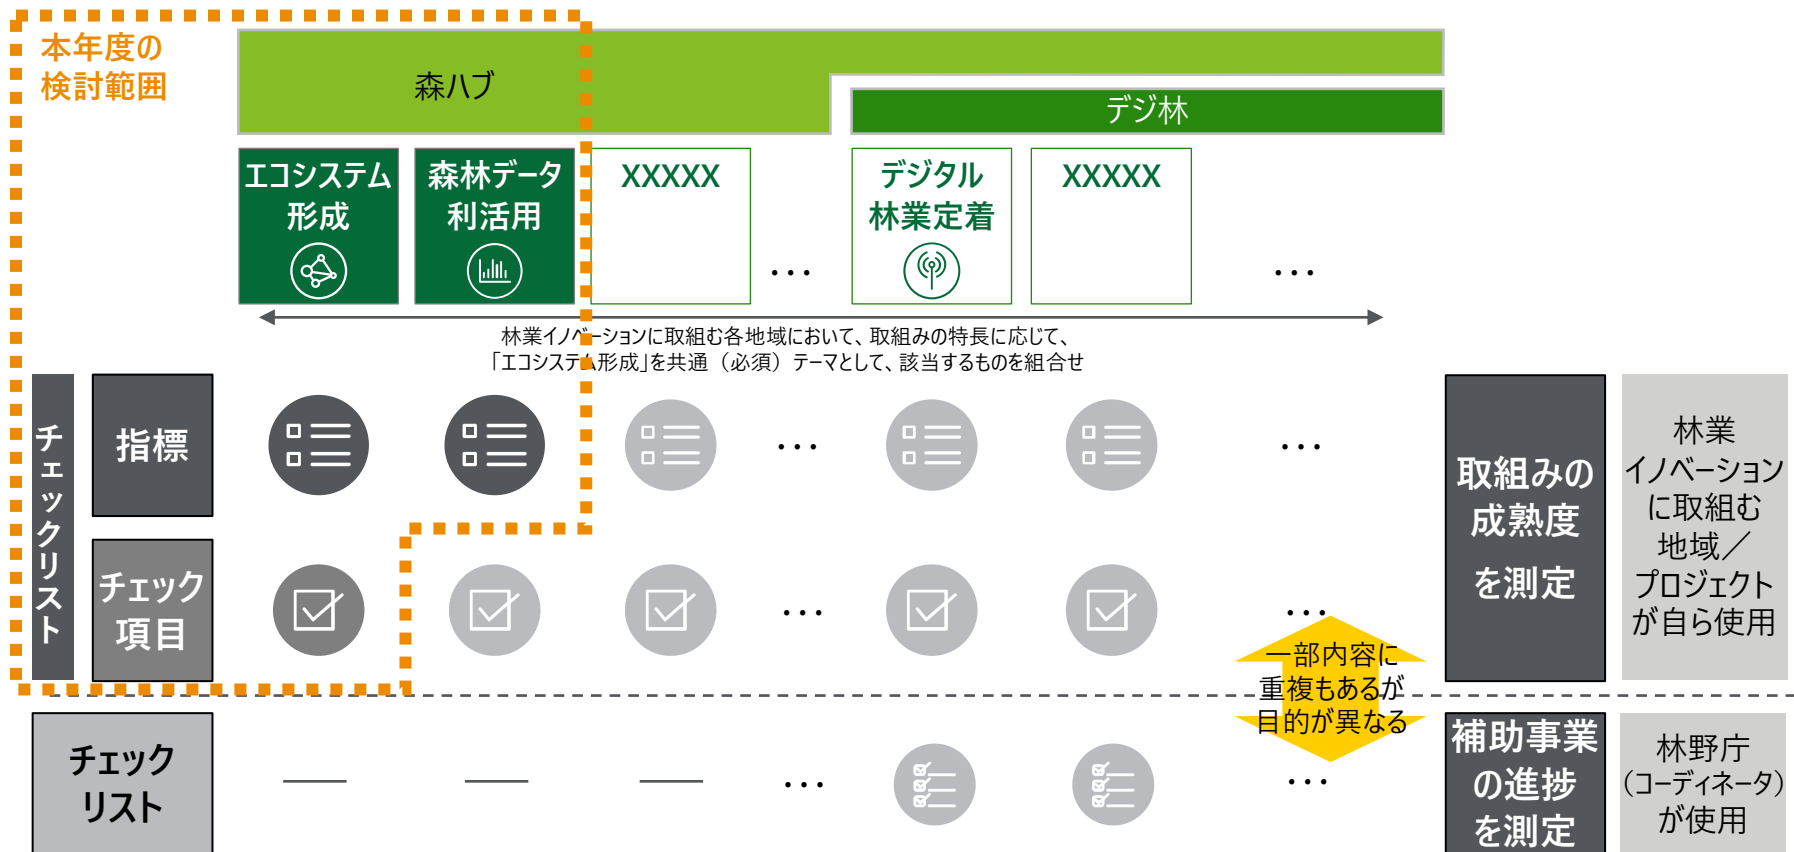 本年度の
検討範囲
森ハブ
デジ林
エコシステム
形成
森林データ
利活用
XXXXX
…
デジタル
林業定着
XXXXX
…
林業イノベーションに取組む各地域において、取組みの特長に応じて、
「エコシステム形成」を共通（必須）テーマとして、該当するものを組合せ
チェックリスト
指標
…
…
チェック
項目
…
…
取組みの
成熟度
を測定
林業
イノベーション
に取組む
地域／
プロジェクト
が自ら使用
一部内容に
重複もあるが
目的が異なる
チェック
リスト
…
…
補助事業
の進捗
を測定
林野庁
（コーディネータ）
が使用